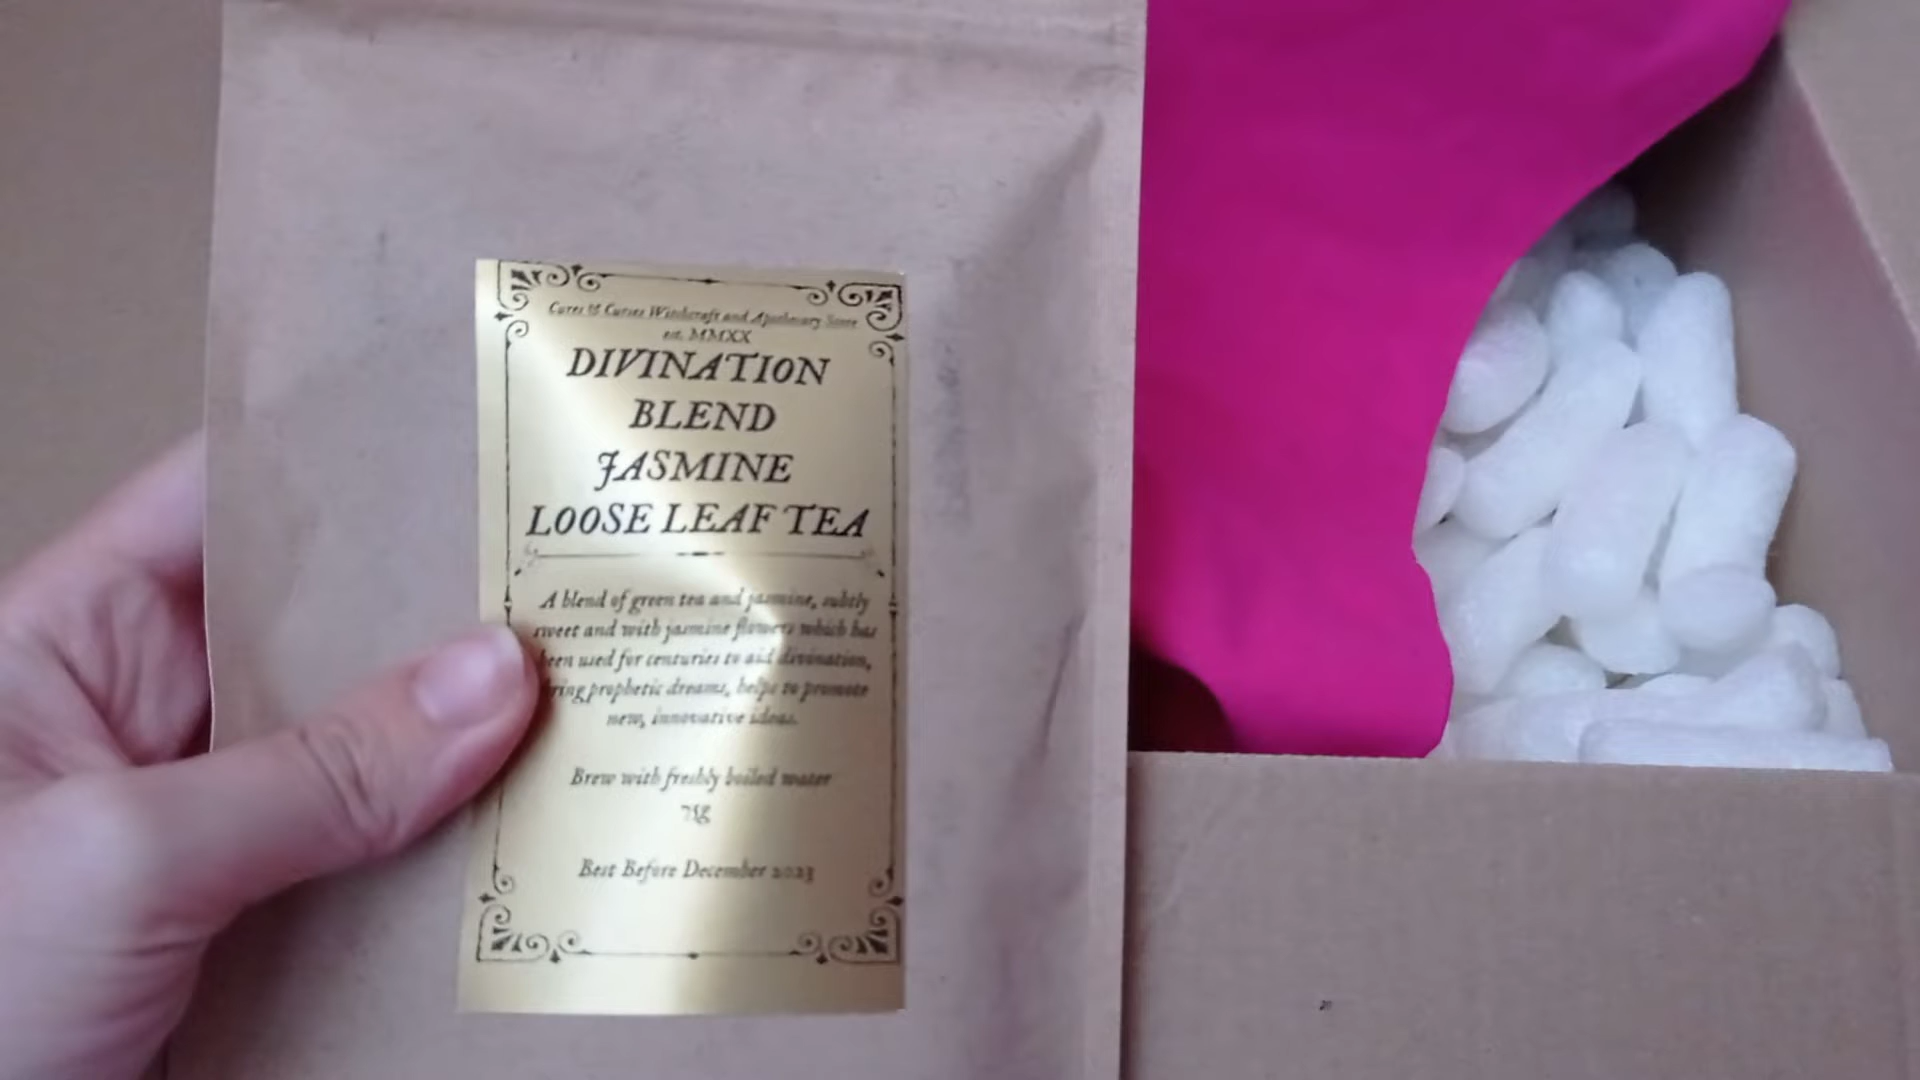 Cures & Curses Witchcraft and Apothecary Store
est. MMXX
DIVINATION
BLEND
JASMINE
LOOSE LEAF TEA
A blend of green tea and jasmine, subtly
sweet and with jasmine flowers which has
been used for centuries to aid divination,
bring prophetic dreams, helps to promote
new, innovative ideas.
Brew with freshly boiled water
75g
Best Before December 2023